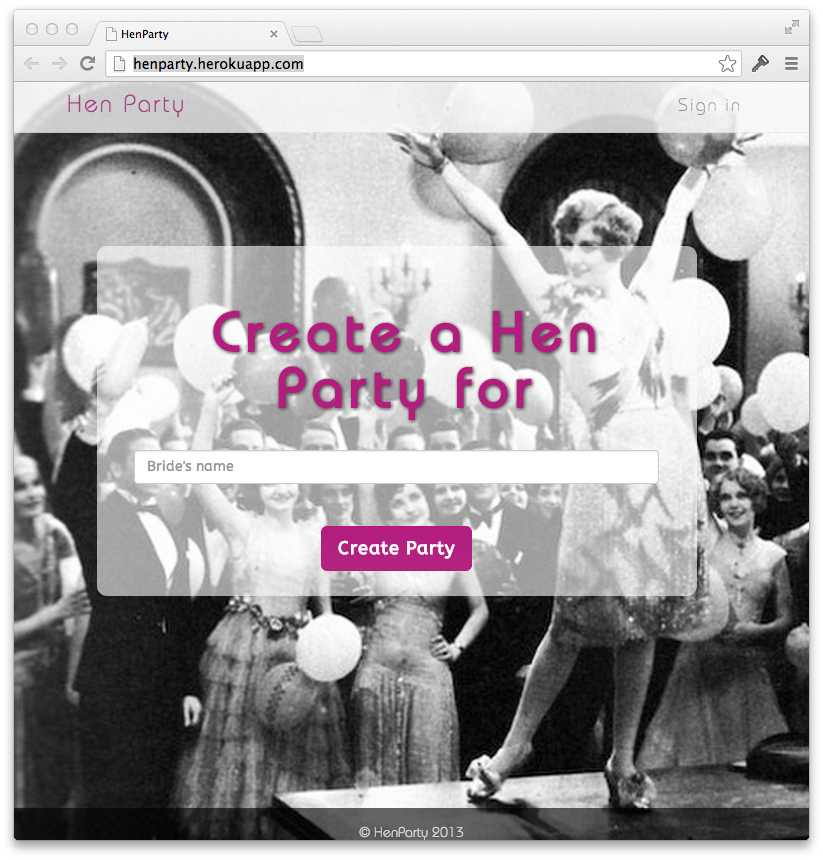 HenParty
henparty.herokuapp.com
Hen Party
Sign in
Create a Hen
Party for
Bride's name
Create Party
© HenParty 2013